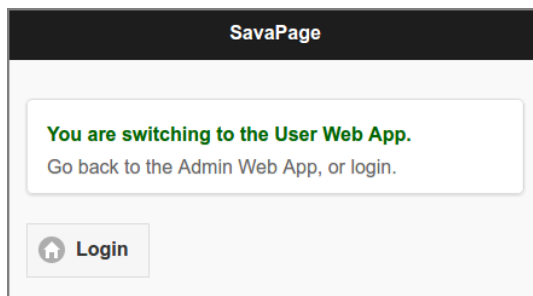 SavaPage
You are switching to the User Web App.
Go back to the Admin Web App, or login.
Login